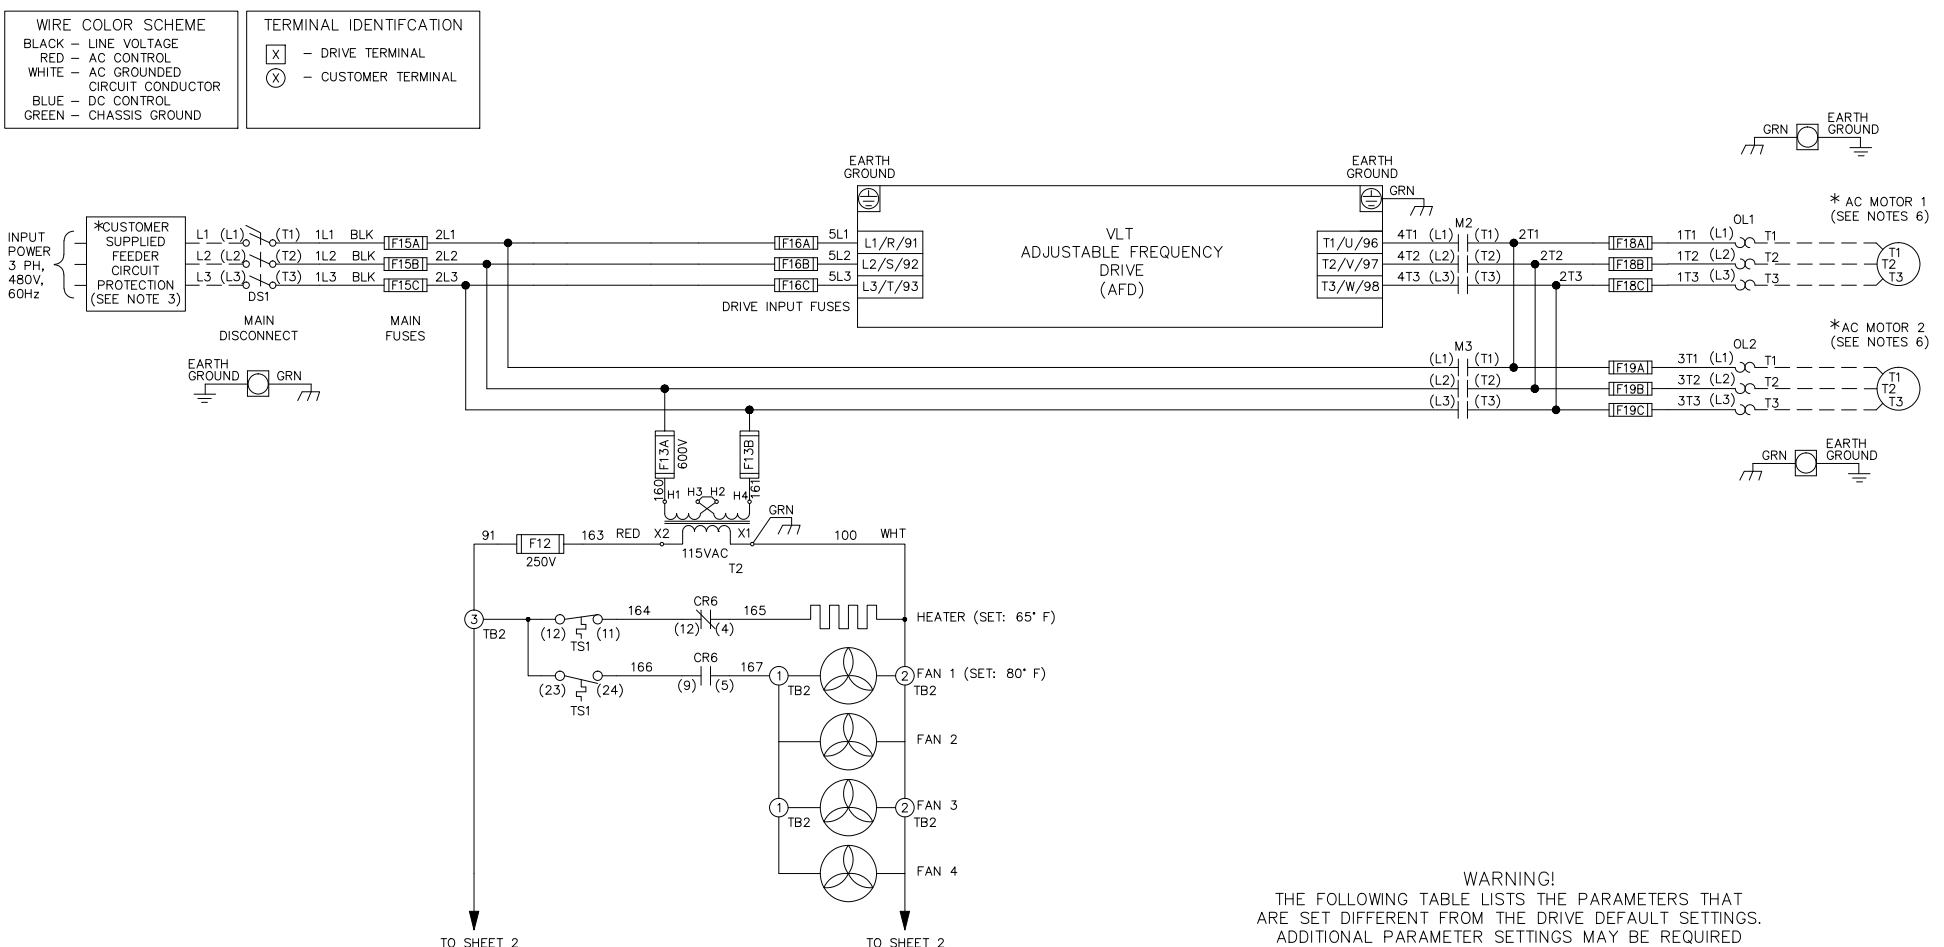 WIRE COLOR SCHEME
BLACK – LINE VOLTAGE
RED – AC CONTROL
WHITE – AC GROUNDED
CIRCUIT CONDUCTOR
BLUE – DC CONTROL
GREEN – CHASSIS GROUND
TERMINAL IDENTIFCATION
X – DRIVE TERMINAL
X – CUSTOMER TERMINAL
INPUT
POWER
3 PH,
480V,
60Hz
*CUSTOMER
SUPPLIED
FEEDER
CIRCUIT
PROTECTION
(SEE NOTE 3)
L1 (L1) (T1) 1L1 BLK F15A 2L1
L2 (L2) (T2) 1L2 BLK F15B 2L2
L3 (L3) (T3) 1L3 BLK F15C 2L3
DS1
MAIN
DISCONNECT
MAIN
FUSES
EARTH
GROUND GRN
F16A 5L1 L1/R/91
F16B 5L2 L2/S/92
F16C 5L3 L3/T/93
DRIVE INPUT FUSES
EARTH
GROUND
VLT
ADJUSTABLE FREQUENCY
DRIVE
(AFD)
EARTH
GROUND
GRN
M2
T1/U/96 4T1 (L1) (T1) 2T1 F18A 1T1 (L1) T1
T2/V/97 4T2 (L2) (T2) 2T2 F18B 1T2 (L2) T2
T3/W/98 4T3 (L3) (T3) 2T3 F18C 1T3 (L3) T3
OL1
GRN EARTH
GROUND
* AC MOTOR 1
(SEE NOTES 6)
T1
T2
T3
M3
(L1) (T1) F19A 3T1 (L1) T1
(L2) (T2) F19B 3T2 (L2) T2
(L3) (T3) F19C 3T3 (L3) T3
OL2
*AC MOTOR 2
(SEE NOTES 6)
T1
T2
T3
GRN EARTH
GROUND
F13A 600V F13B
160 H1 H3 H2 H4 161
GRN
91 F12 163 RED X2 X1 100 WHT
250V 115VAC
T2
3 TB2
(12) (11) 164 CR6 165 HEATER (SET: 65° F)
TS1 (12) (4)
(23) (24) 166 CR6 167 1 2 FAN 1 (SET: 80° F)
TS1 (9) (5) TB2 TB2
FAN 2
1 2 FAN 3
TB2 TB2
FAN 4
TO SHEET 2 TO SHEET 2
WARNING!
THE FOLLOWING TABLE LISTS THE PARAMETERS THAT
ARE SET DIFFERENT FROM THE DRIVE DEFAULT SETTINGS.
ADDITIONAL PARAMETER SETTINGS MAY BE REQUIRED